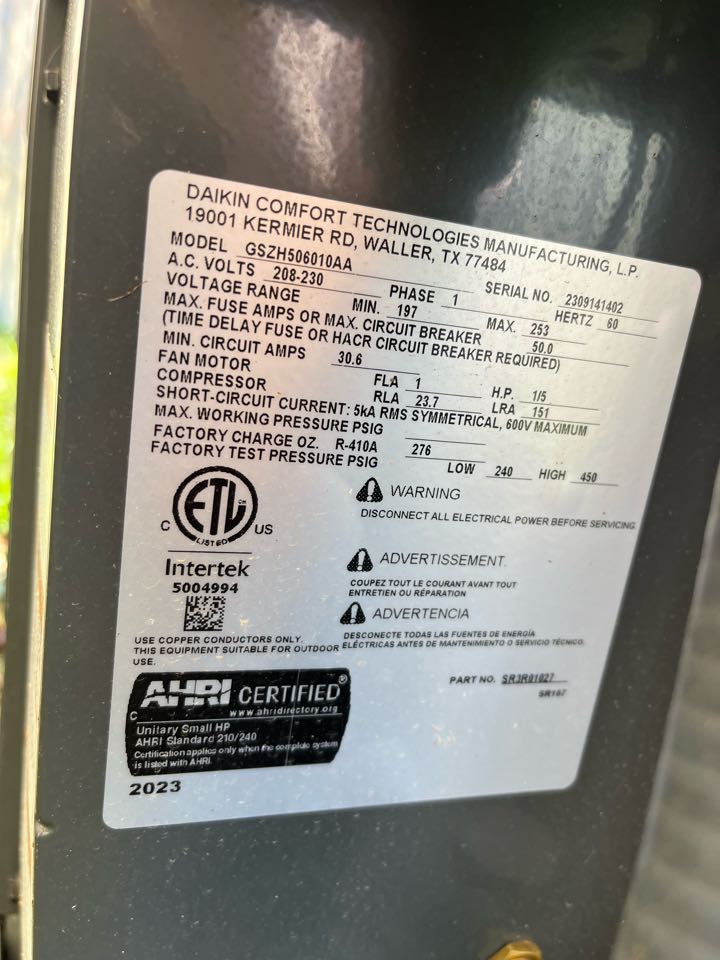 DAIKIN COMFORT TECHNOLOGIES MANUFACTURING, L.P.
19001 KERMIER RD, WALLER, TX 77484
MODEL GSZH506010AA SERIAL NO. 2309141402
A.C. VOLTS 208-230 PHASE 1 HERTZ 60
VOLTAGE RANGE MIN. 197 MAX. 253
MAX. FUSE AMPS OR MAX. CIRCUIT BREAKER 50.0
(TIME DELAY FUSE OR HACR CIRCUIT BREAKER REQUIRED)
MIN. CIRCUIT AMPS 30.6
FAN MOTOR FLA 1 H.P. 1/5
COMPRESSOR RLA 23.7 LRA 151
SHORT-CIRCUIT CURRENT: 5kA RMS SYMMETRICAL, 600V MAXIMUM
MAX. WORKING PRESSURE PSIG
FACTORY CHARGE OZ. R-410A 276
FACTORY TEST PRESSURE PSIG LOW 240 HIGH 450
C ETL CM US
LISTED
Intertek
5004994
WARNING
DISCONNECT ALL ELECTRICAL POWER BEFORE SERVICING.
ADVERTISSEMENT.
COUPEZ TOUT LE COURANT AVANT TOUT
ENTRETIEN OU RÉPARATION
ADVERTENCIA
DESCONECTE TODAS LAS FUENTES DE ENERGÍA
ELÉCTRICAS ANTES DE MANTENIMIENTO O SERVICIO TÉCNICO.
USE COPPER CONDUCTORS ONLY.
THIS EQUIPMENT SUITABLE FOR OUTDOOR
USE.
AHRI CERTIFIED®
www.ahridirectory.org
C
Unitary Small HP
AHRI Standard 210/240
Certification applies only when the complete system
is listed with AHRI.
PART NO. SR3R01027
SR107
2023